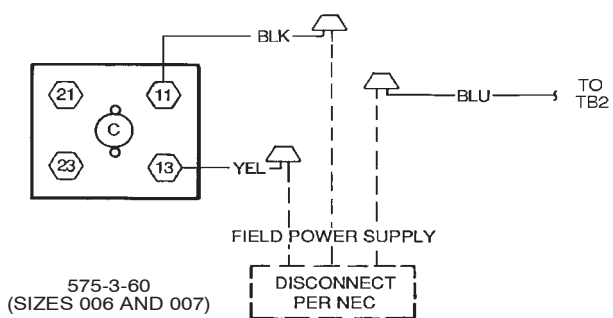 BLK
21
11
C
23
13
YEL
BLU
TO
TB2
FIELD POWER SUPPLY
DISCONNECT
PER NEC
575-3-60
(SIZES 006 AND 007)